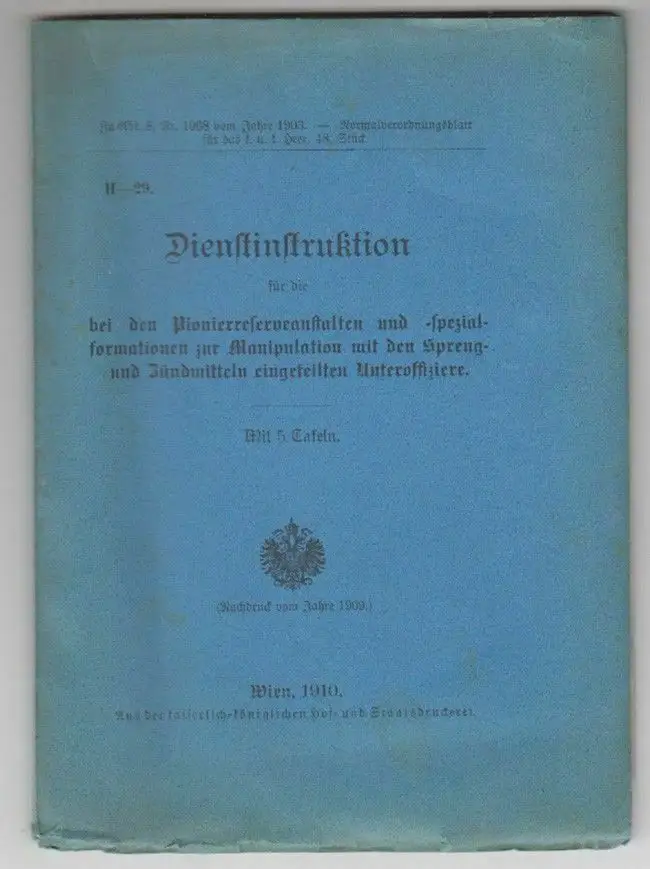 Zu Abt. 8, Nr. 1068 vom Jahre 1903. — Normalverordnungsblatt
für das k. u. k. Heer, 48. Stück.
H—29.
Dienstinstruktion
für die
bei den Pionierreserveanstalten und -spezial-
formationen zur Manipulation mit den Spreng-
und Zündmitteln eingeteilten Unteroffiziere.
Mit 5 Tafeln.
(Nachdruck vom Jahre 1909.)
Wien, 1910.
Aus der kaiserlich-königlichen Hof- und Staatsdruckerei.